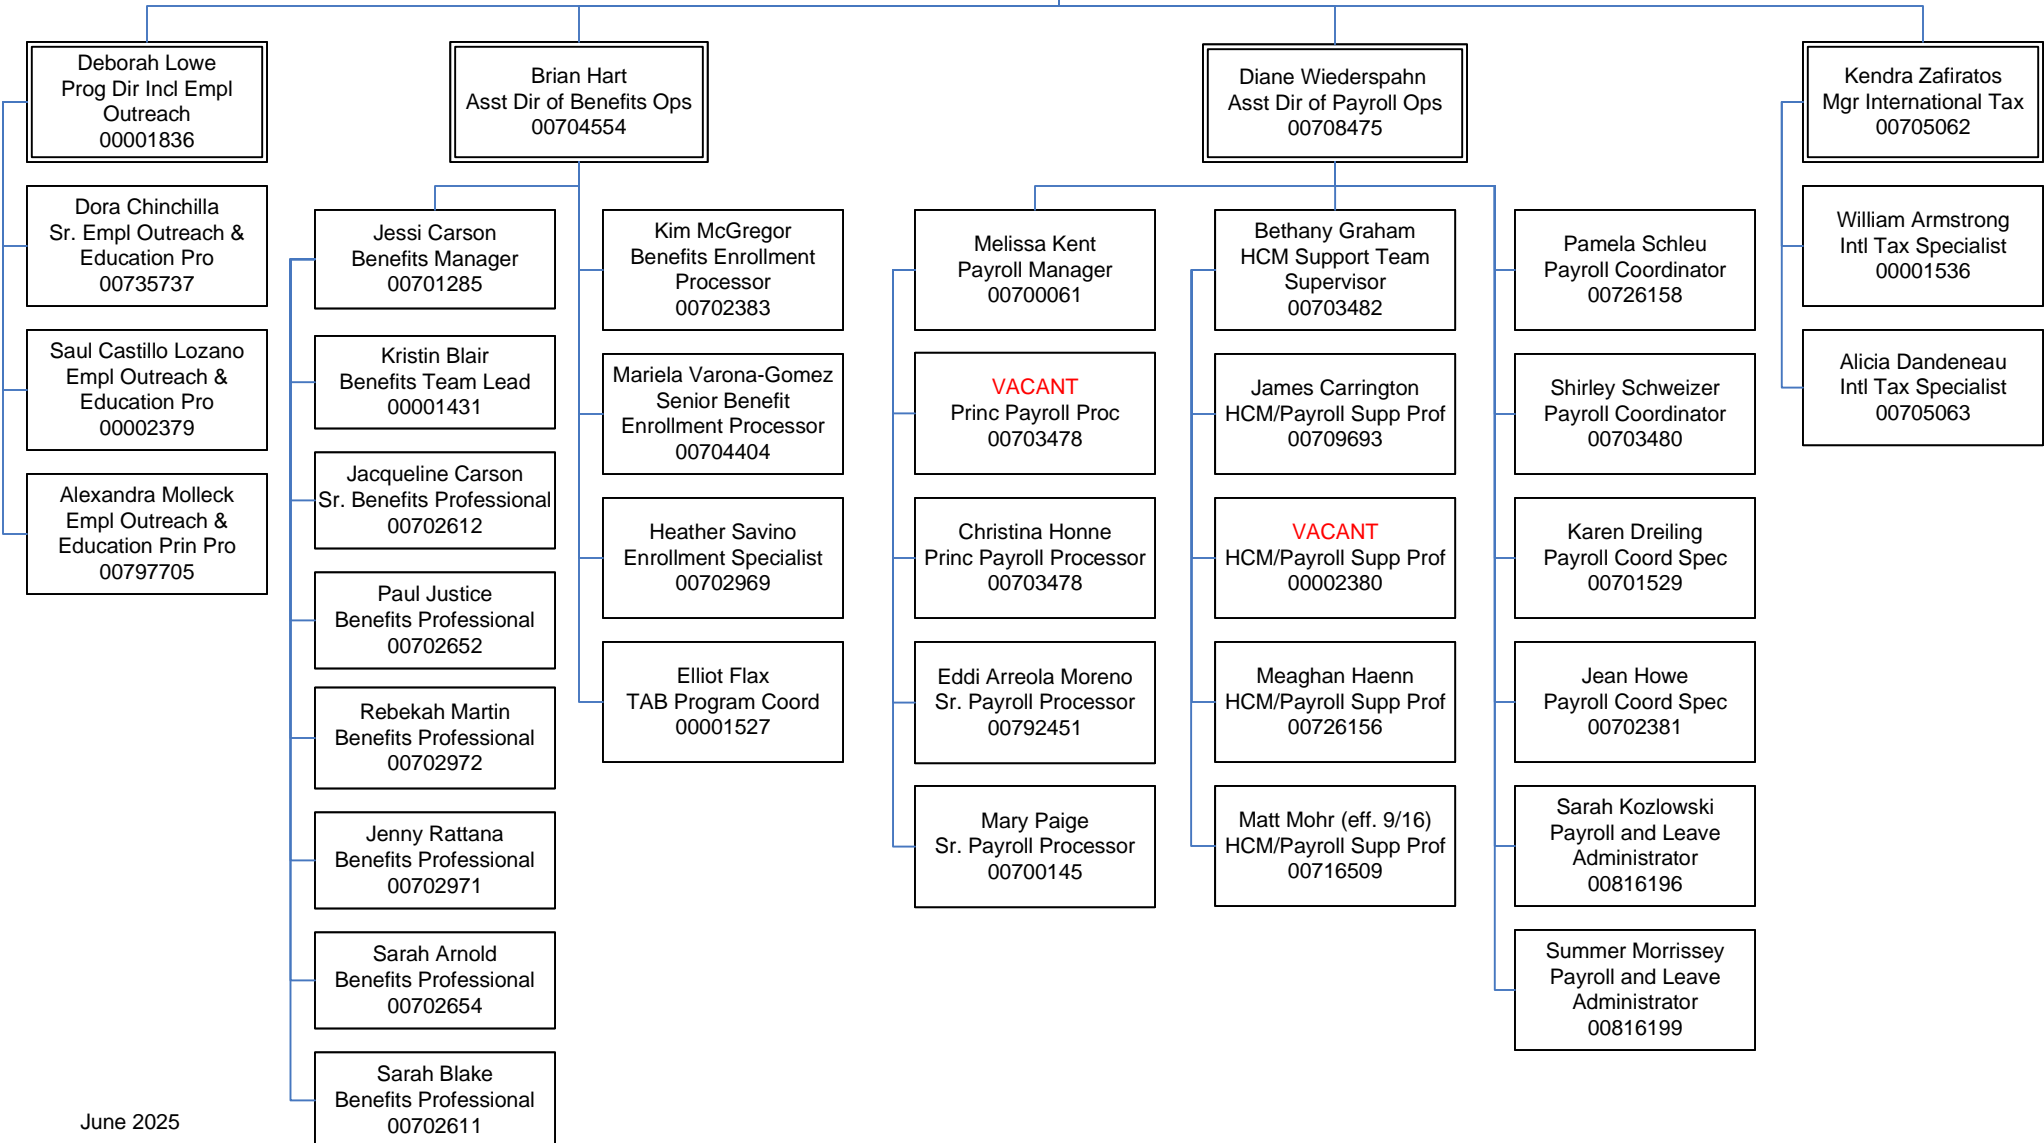 Deborah Lowe
Prog Dir Incl Empl
Outreach
00001836
Brian Hart
Asst Dir of Benefits Ops
00704554
Diane Wiederspahn
Asst Dir of Payroll Ops
00708475
Kendra Zafiratos
Mgr International Tax
00705062
Dora Chinchilla
Sr. Empl Outreach &
Education Pro
00735737
Saul Castillo Lozano
Empl Outreach &
Education Pro
00002379
Alexandra Molleck
Empl Outreach &
Education Prin Pro
00797705
Jessi Carson
Benefits Manager
00701285
Kristin Blair
Benefits Team Lead
00001431
Jacqueline Carson
Sr. Benefits Professional
00702612
Paul Justice
Benefits Professional
00702652
Rebekah Martin
Benefits Professional
00702972
Jenny Rattana
Benefits Professional
00702971
Sarah Arnold
Benefits Professional
00702654
Sarah Blake
Benefits Professional
00702611
Kim McGregor
Benefits Enrollment
Processor
00702383
Mariela Varona-Gomez
Senior Benefit
Enrollment Processor
00704404
Heather Savino
Enrollment Specialist
00702969
Elliot Flax
TAB Program Coord
00001527
Melissa Kent
Payroll Manager
00700061
VACANT
Princ Payroll Proc
00703478
Christina Honne
Princ Payroll Processor
00703478
Eddi Arreola Moreno
Sr. Payroll Processor
00792451
Mary Paige
Sr. Payroll Processor
00700145
Bethany Graham
HCM Support Team
Supervisor
00703482
James Carrington
HCM/Payroll Supp Prof
00709693
VACANT
HCM/Payroll Supp Prof
00002380
Meaghan Haenn
HCM/Payroll Supp Prof
00726156
Matt Mohr (eff. 9/16)
HCM/Payroll Supp Prof
00716509
Pamela Schleu
Payroll Coordinator
00726158
Shirley Schweizer
Payroll Coordinator
00703480
Karen Dreiling
Payroll Coord Spec
00701529
Jean Howe
Payroll Coord Spec
00702381
Sarah Kozlowski
Payroll and Leave
Administrator
00816196
Summer Morrissey
Payroll and Leave
Administrator
00816199
William Armstrong
Intl Tax Specialist
00001536
Alicia Dandeneau
Intl Tax Specialist
00705063
June 2025